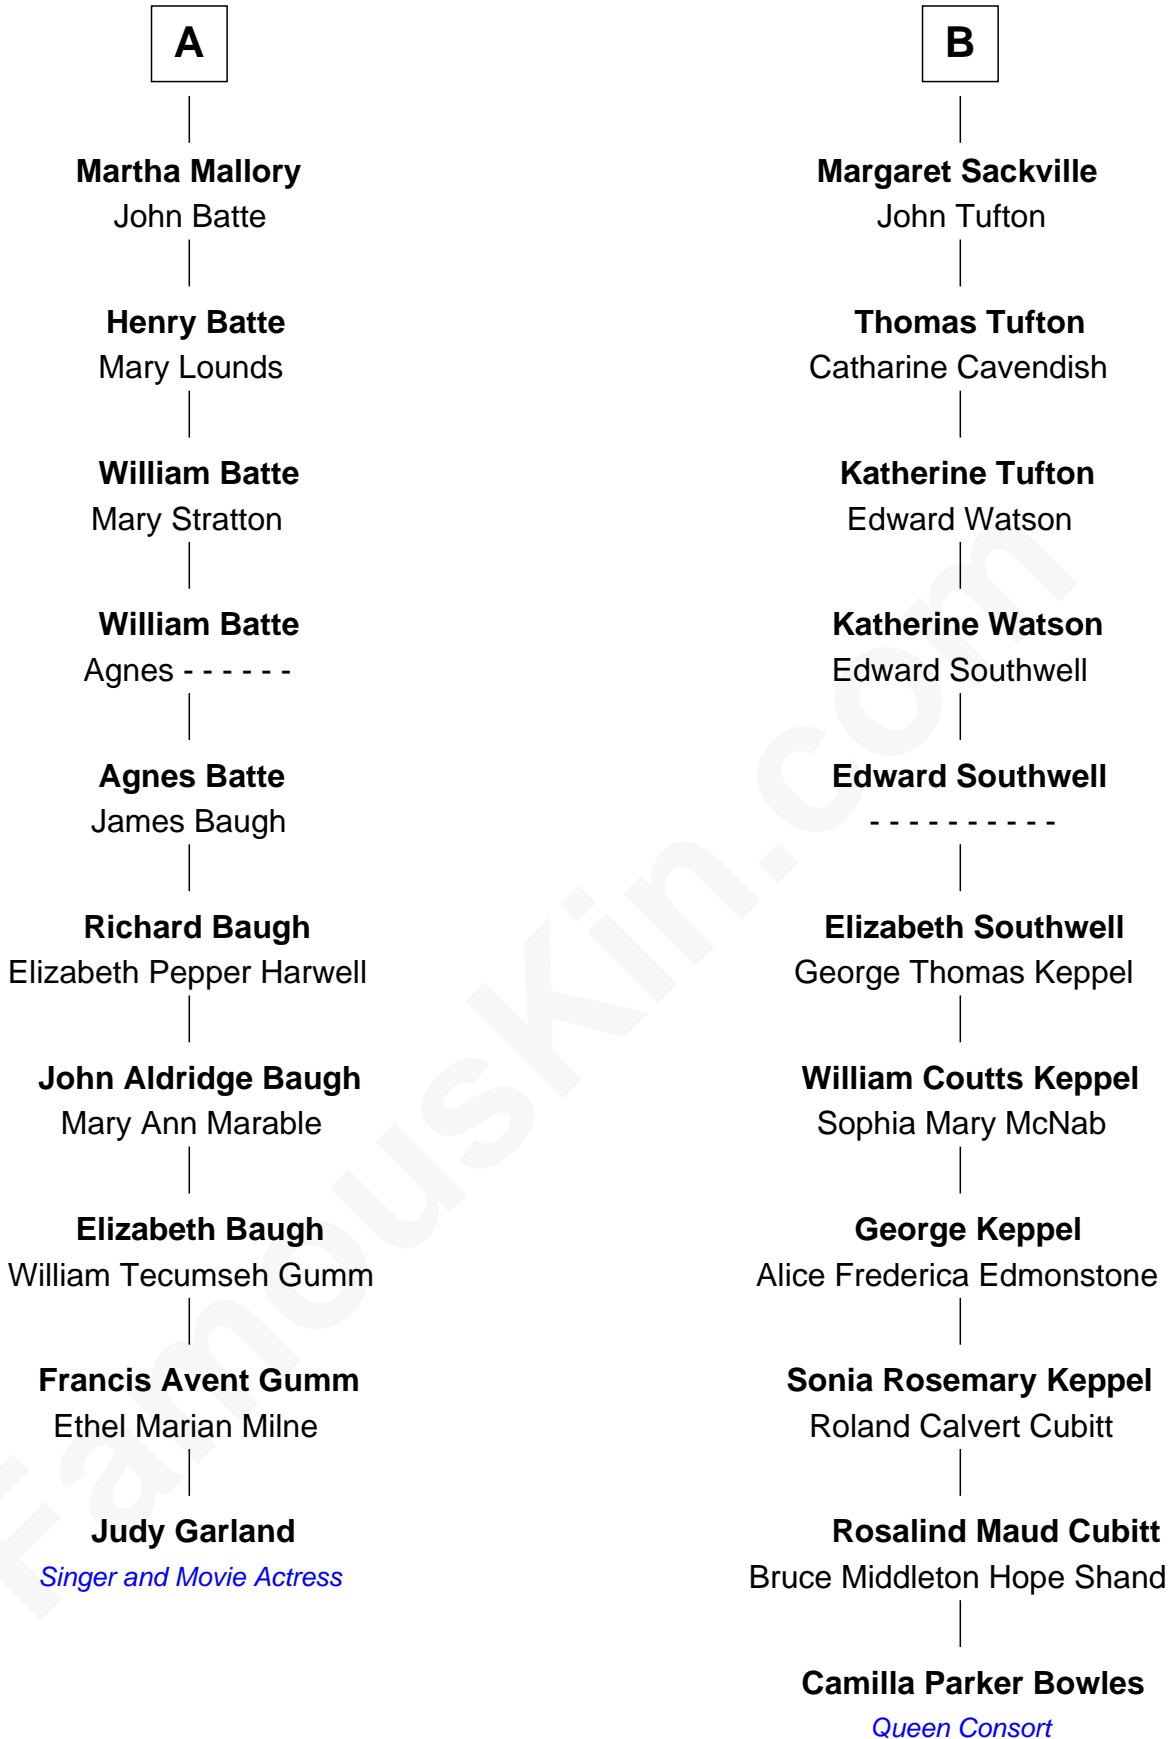 A
Martha Mallory
John Batte
Henry Batte
Mary Lounds
William Batte
Mary Stratton
William Batte
Agnes - - - - - -
Agnes Batte
James Baugh
Richard Baugh
Elizabeth Pepper Harwell
John Aldridge Baugh
Mary Ann Marable
Elizabeth Baugh
William Tecumseh Gumm
Francis Avent Gumm
Ethel Marian Milne
Judy Garland
Singer and Movie Actress
B
Margaret Sackville
John Tufton
Thomas Tufton
Catharine Cavendish
Katherine Tufton
Edward Watson
Katherine Watson
Edward Southwell
Edward Southwell
- - - - - - - - - -
Elizabeth Southwell
George Thomas Keppel
William Coutts Keppel
Sophia Mary McNab
George Keppel
Alice Frederica Edmonstone
Sonia Rosemary Keppel
Roland Calvert Cubitt
Rosalind Maud Cubitt
Bruce Middleton Hope Shand
Camilla Parker Bowles
Queen Consort
FamousKin.com